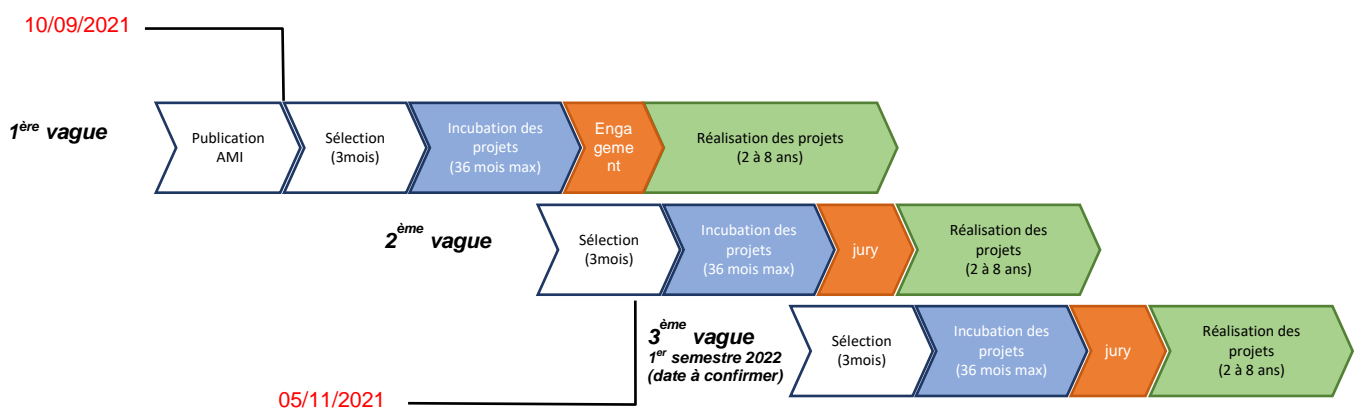 10/09/2021
1ère vague
Publication
AMI
Sélection
(3mois)
Incubation des
projets
(36 mois max)
Enga
geme
nt
Réalisation des projets
(2 à 8 ans)
2ème vague
Sélection
(3mois)
Incubation des
projets
(36 mois max)
jury
Réalisation des
projets
(2 à 8 ans)
3ème vague
1er semestre 2022
(date à confirmer)
Sélection
(3mois)
Incubation des
projets
(36 mois max)
jury
Réalisation des
projets
(2 à 8 ans)
05/11/2021